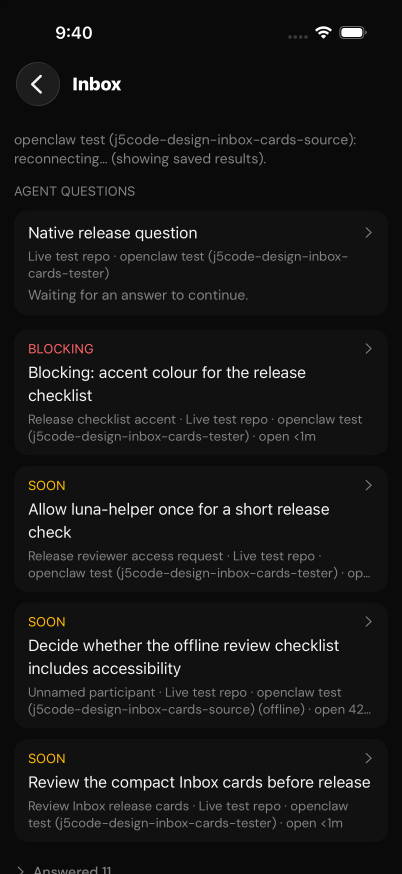 9:40
Inbox
openclaw test (j5code-design-inbox-cards-source):
reconnecting... (showing saved results).
AGENT QUESTIONS
Native release question
Live test repo · openclaw test (j5code-design-inbox-
cards-tester)
Waiting for an answer to continue.
BLOCKING
Blocking: accent colour for the release
checklist
Release checklist accent · Live test repo · openclaw test
(j5code-design-inbox-cards-tester) · open <1m
SOON
Allow luna-helper once for a short release
check
Release reviewer access request · Live test repo ·
openclaw test (j5code-design-inbox-cards-tester) · op...
SOON
Decide whether the offline review checklist
includes accessibility
Unnamed participant · Live test repo · openclaw test
(j5code-design-inbox-cards-source) (offline) · open 42...
SOON
Review the compact Inbox cards before release
Review Inbox release cards · Live test repo · openclaw
test (j5code-design-inbox-cards-tester) · open <1m
Answered 11